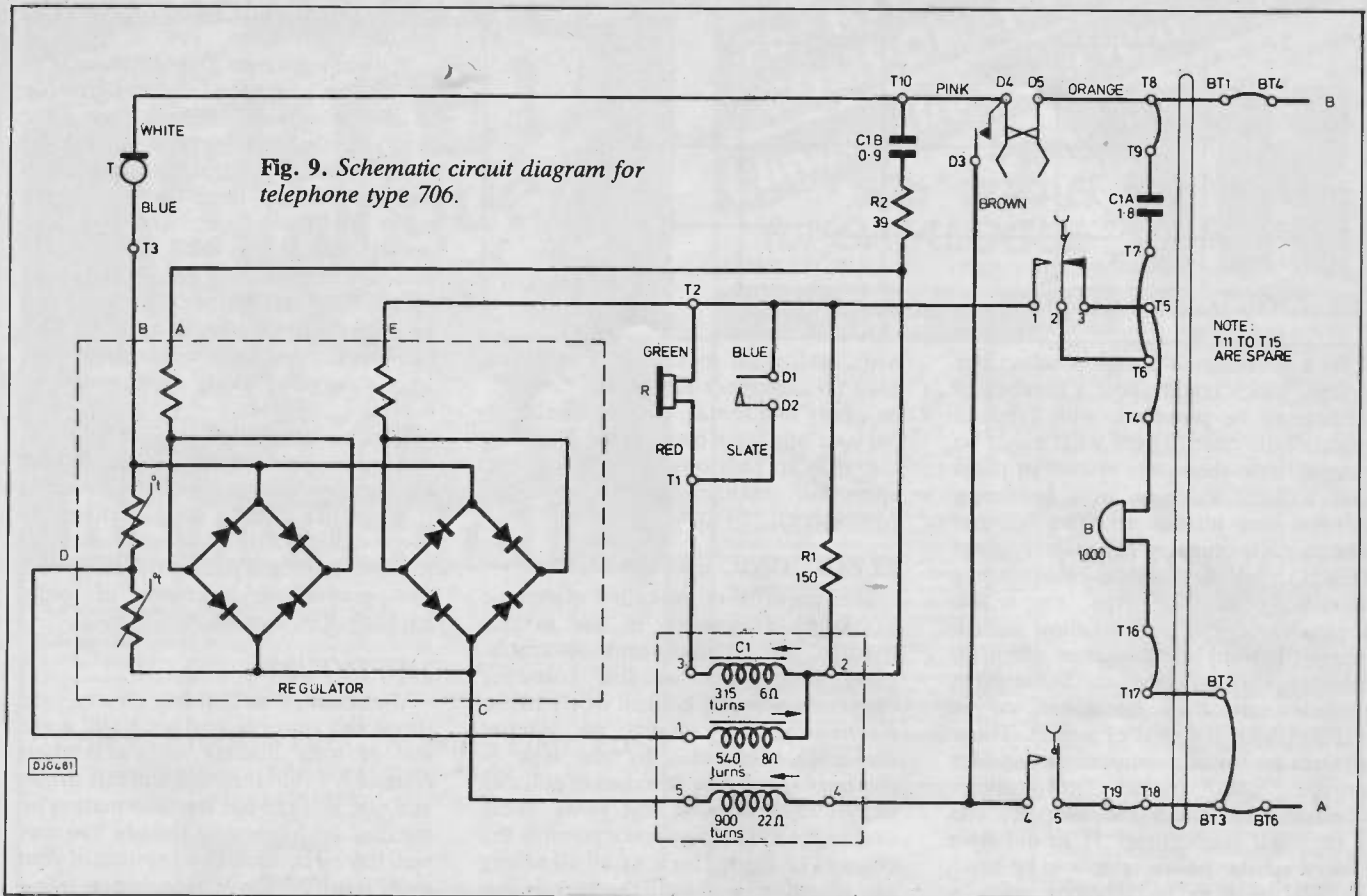 T10
PINK
D4
D5
ORANGE
T8
BT1
BT4
B
WHITE
T
BLUE
T3
Fig. 9. Schematic circuit diagram for
telephone type 706.
C1B
0·9
D3
BROWN
R2
39
T9
C1A
1·8
T7
T2
1
2
3
T5
T6
T4
NOTE:
T11 TO T15
ARE SPARE
B
A
E
GREEN
R
RED
T1
BLUE
D1
D2
SLATE
R1
150
B
1000
T16
T17
BT2
D
°t
°t
REGULATOR
C
3
C1
2
315
turns
6Ω
1
540
turns
8Ω
5
900
turns
22Ω
4
4
5
T19
T18
BT3
BT6
A
DJG481